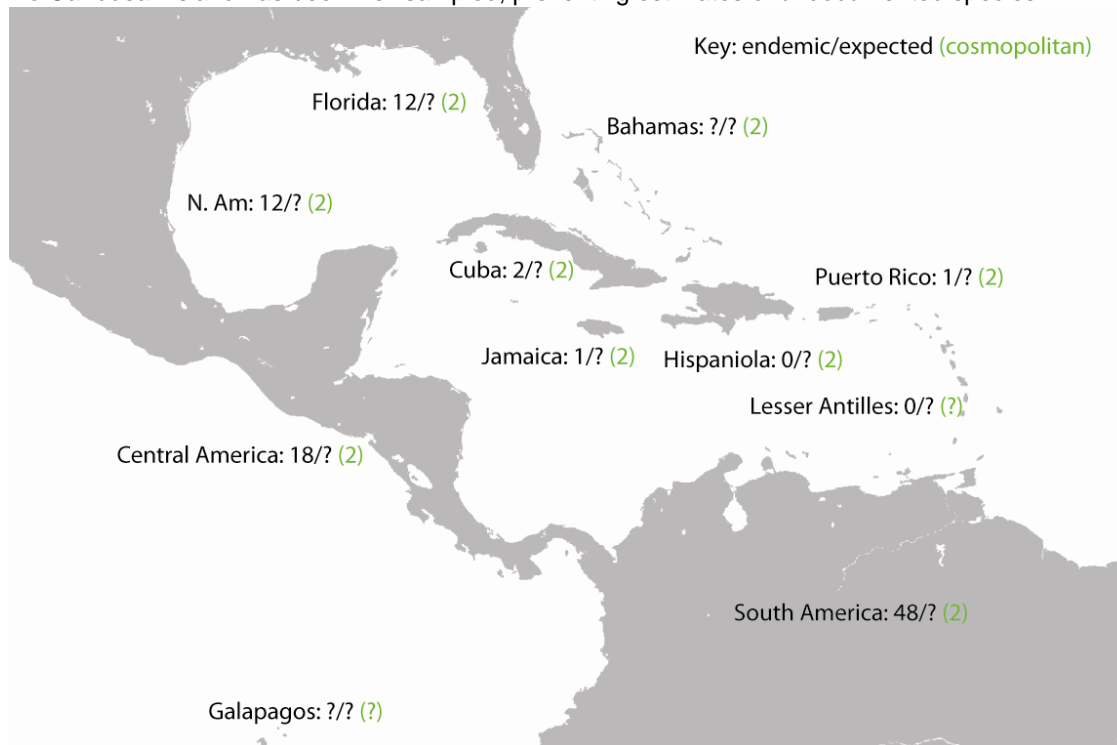 Key: endemic/expected (cosmopolitan)
Florida: 12/? (2)
Bahamas: ?/? (2)
N. Am: 12/? (2)
Cuba: 2/? (2)
Puerto Rico: 1/? (2)
Jamaica: 1/? (2)
Hispaniola: 0/? (2)
Lesser Antilles: 0/? (?)
Central America: 18/? (2)
South America: 48/? (2)
Galapagos: ?/? (?)